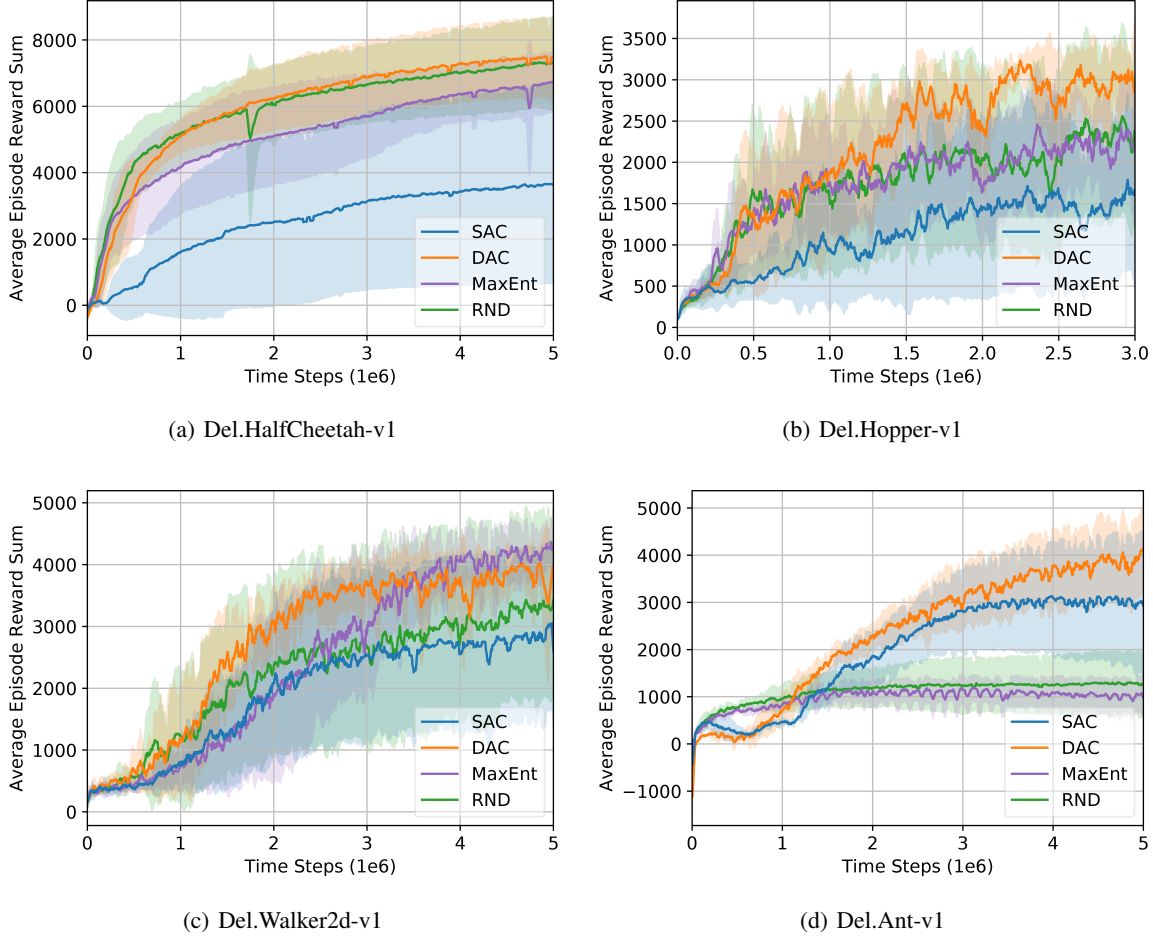 Average Episode Reward Sum
8000
6000
4000
2000
0
0 1 2 3 4 5
Time Steps (1e6)
SAC
DAC
MaxEnt
RND
(a) Del.HalfCheetah-v1
Average Episode Reward Sum
3500
3000
2500
2000
1500
1000
500
0
0.0 0.5 1.0 1.5 2.0 2.5 3.0
Time Steps (1e6)
SAC
DAC
MaxEnt
RND
(b) Del.Hopper-v1
Average Episode Reward Sum
5000
4000
3000
2000
1000
0
0 1 2 3 4 5
Time Steps (1e6)
SAC
DAC
MaxEnt
RND
(c) Del.Walker2d-v1
Average Episode Reward Sum
5000
4000
3000
2000
1000
0
−1000
0 1 2 3 4 5
Time Steps (1e6)
SAC
DAC
MaxEnt
RND
(d) Del.Ant-v1